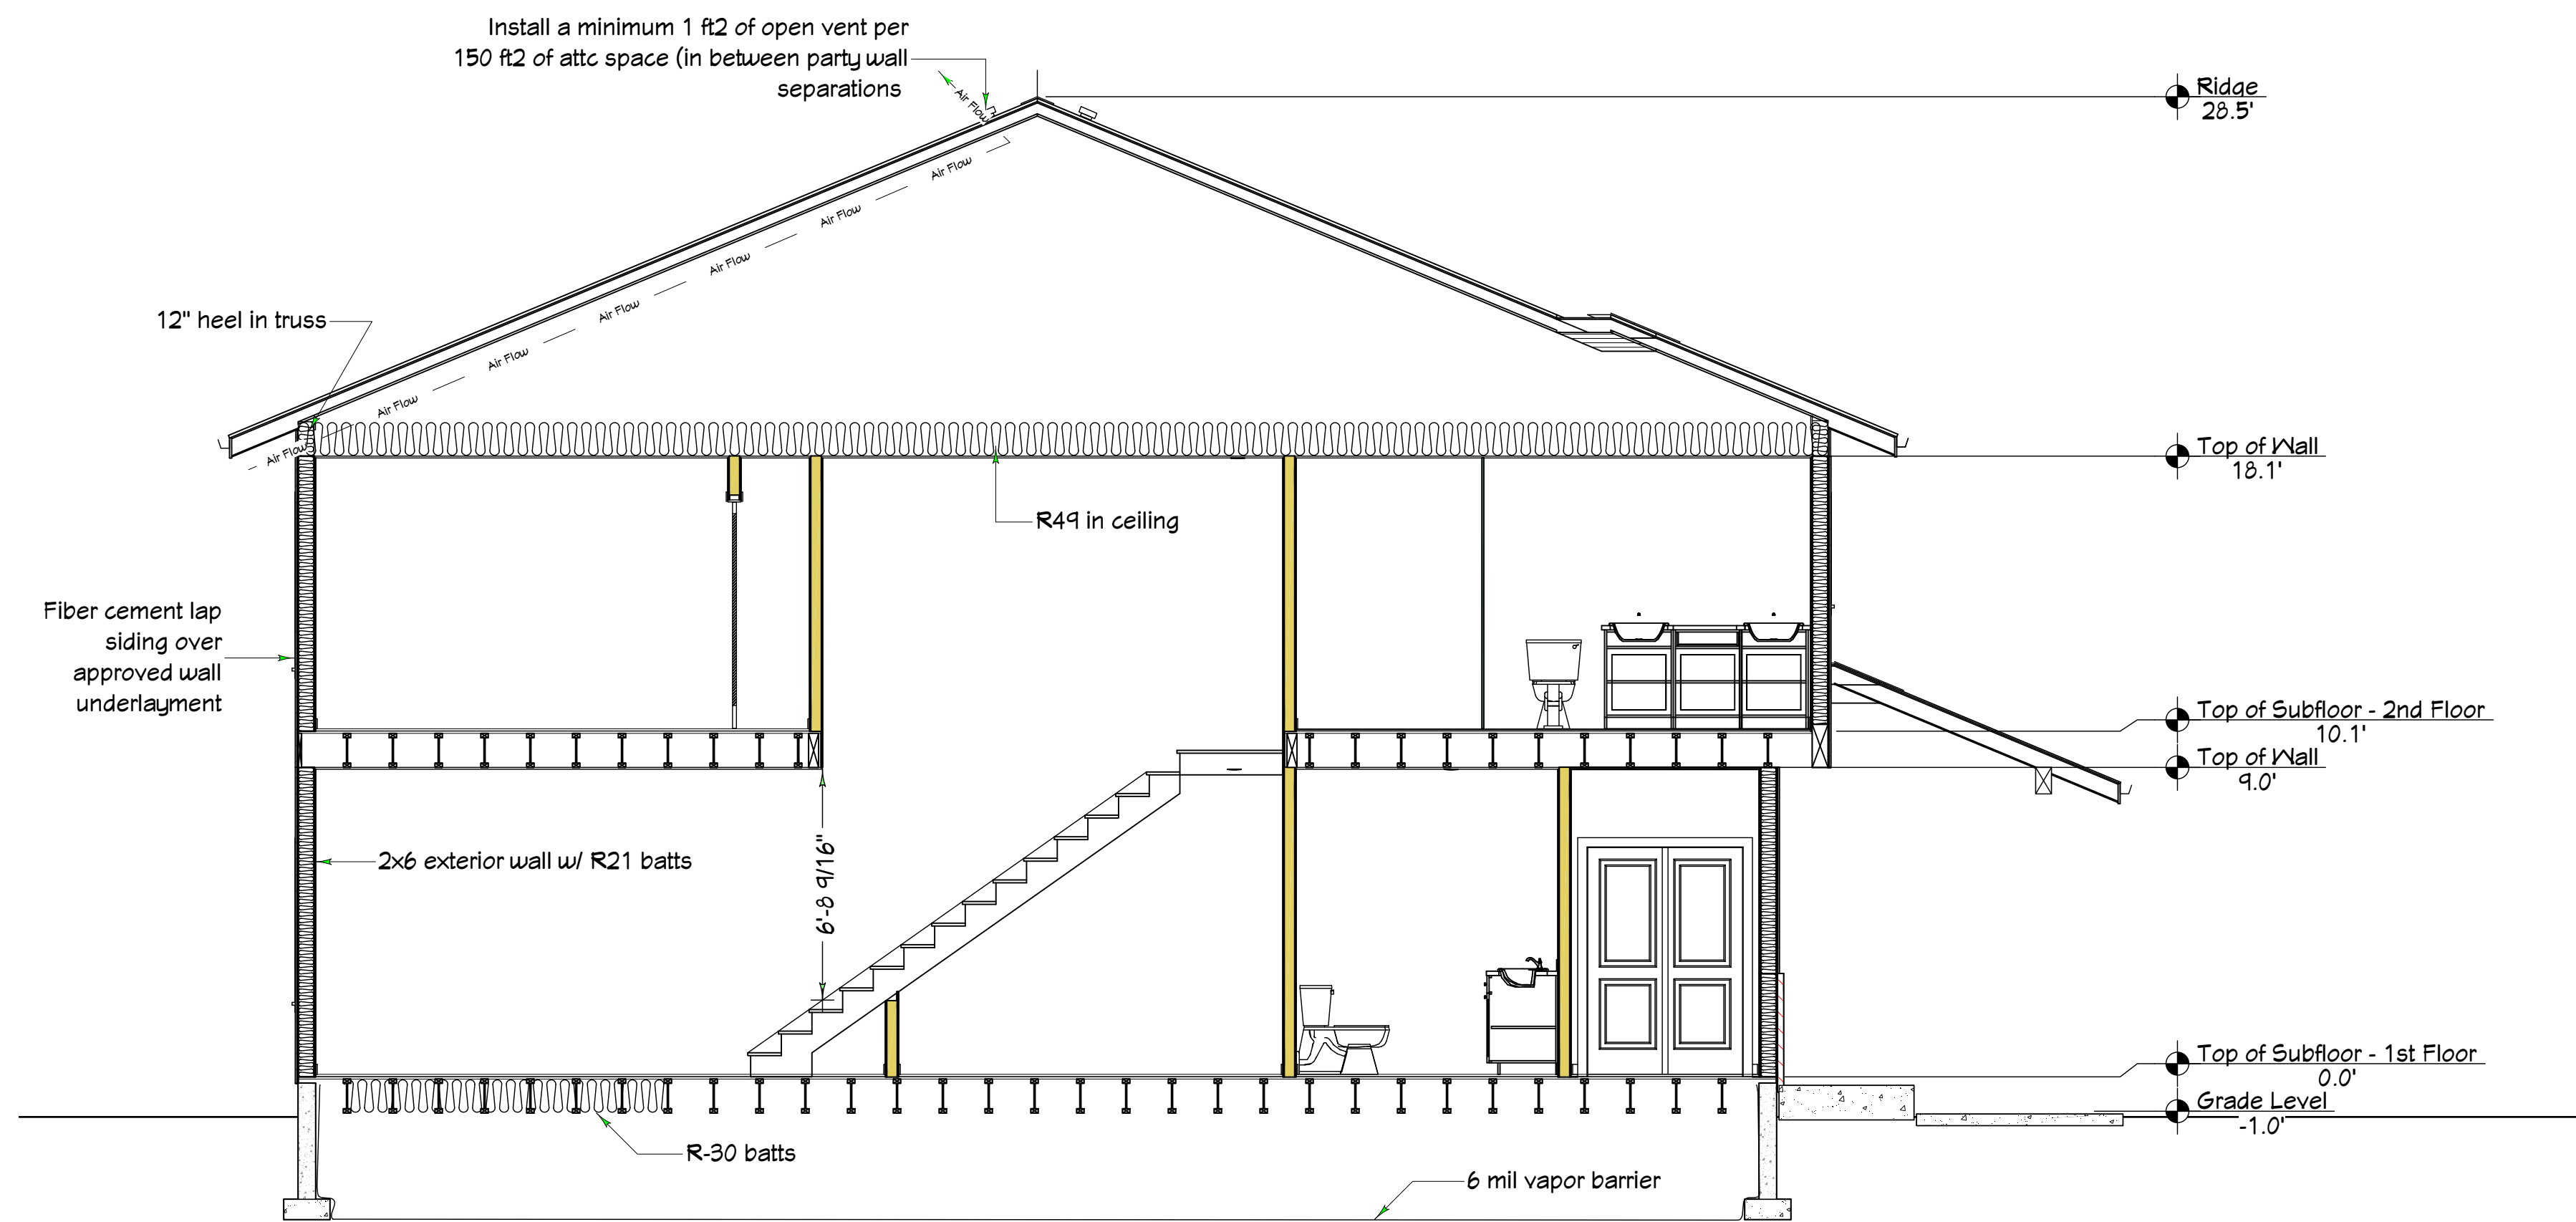 Install a minimum 1 ft2 of open vent per
150 ft2 of attc space (in between party wall
separations
Air Flow
Ridge
28.5'
Air Flow
Air Flow
Air Flow
Air Flow
Air Flow
Air Flow
Air Flow
12" heel in truss
Top of Wall
18.1'
R49 in ceiling
Fiber cement lap
siding over
approved wall
underlayment
Top of Subfloor - 2nd Floor
10.1'
Top of Wall
9.0'
2x6 exterior wall w/ R21 batts
6'-8 9/16"
Top of Subfloor - 1st Floor
0.0'
Grade Level
-1.0'
R-30 batts
6 mil vapor barrier